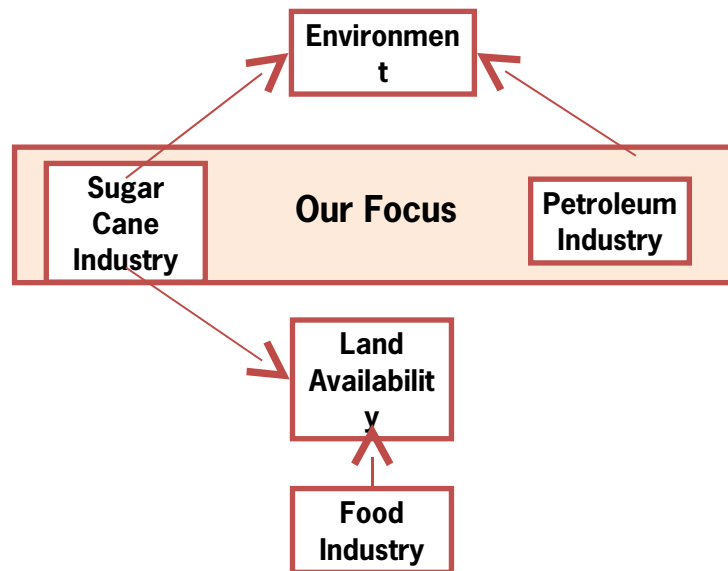 Environmen
t
Sugar
Cane
Industry
Our Focus
Petroleum
Industry
Land
Availabilit
y
Food
Industry